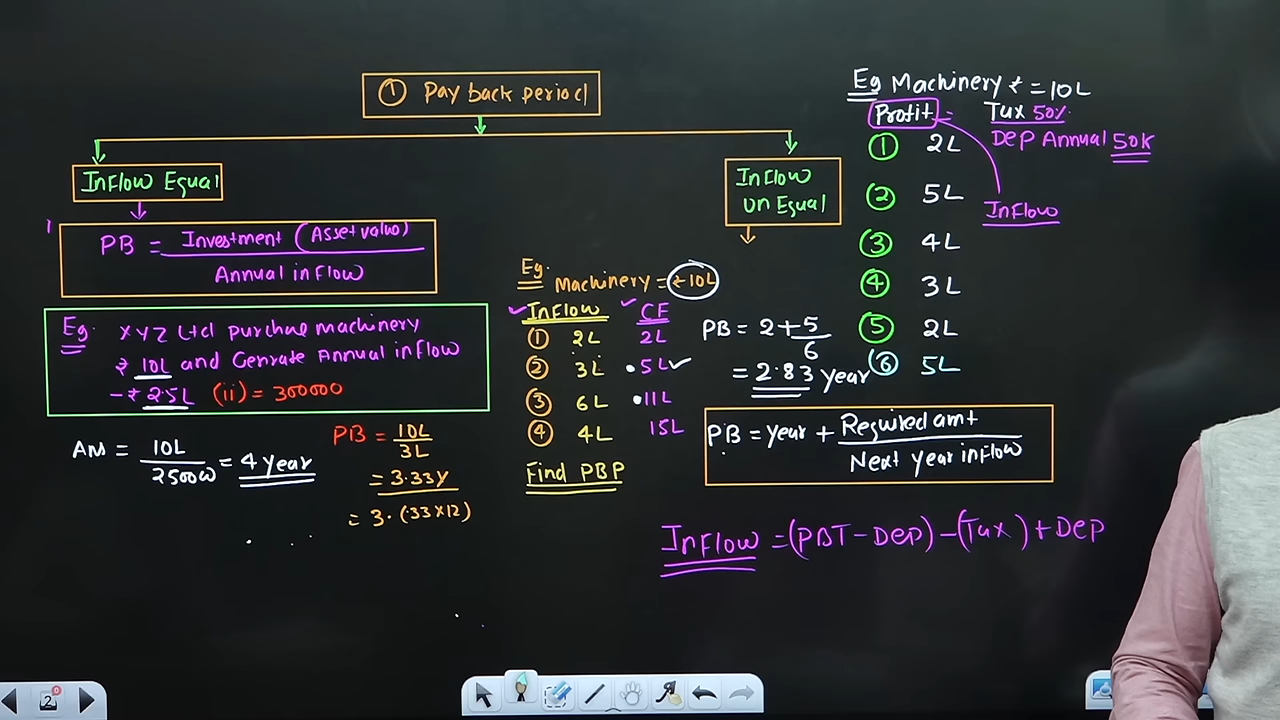 ① Pay back period
Inflow Equal
PB = Investment (Asset value)
Annual inflow
Eg. XYZ Ltd purchase machinery
₹ 10L and Genrate Annual inflow
-₹ 2.5L (ii) = 300000
An = 10L = 4 year
PB = 10L
3L
= 3.33Y
= 3.(.33x12)
Inflow
un Equal
Eg. Machinery = ₹10L
Inflow CF
① 2L 2L
② 3L 5L
③ 6L 11L
④ 4L 15L
Find PBP
PB = 2 + 5
6
= 2.83 year
PB = year + Required amt
Next year inflow
Inflow = (PBT - Dep) - (Tax) + Dep
Eg Machinery ₹ = 10L
Profit = Tax 50%
Dep Annual 50K
① 2L
② 5L
Inflow
③ 4L
④ 3L
⑤ 2L
⑥ 5L
2